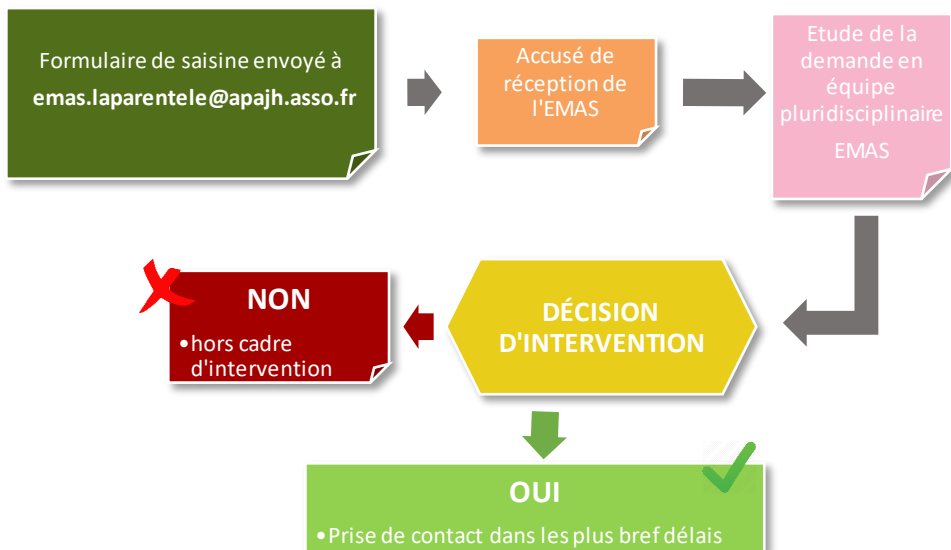 Formulaire de saisine envoyé à
emas.laparentele@apajh.asso.fr
Accusé de
réception de
l'EMAS
Etude de la
demande en
équipe
pluridisciplinaire
EMAS
DÉCISION
D'INTERVENTION
NON
•hors cadre
d'intervention
OUI
•Prise de contact dans les plus bref délais